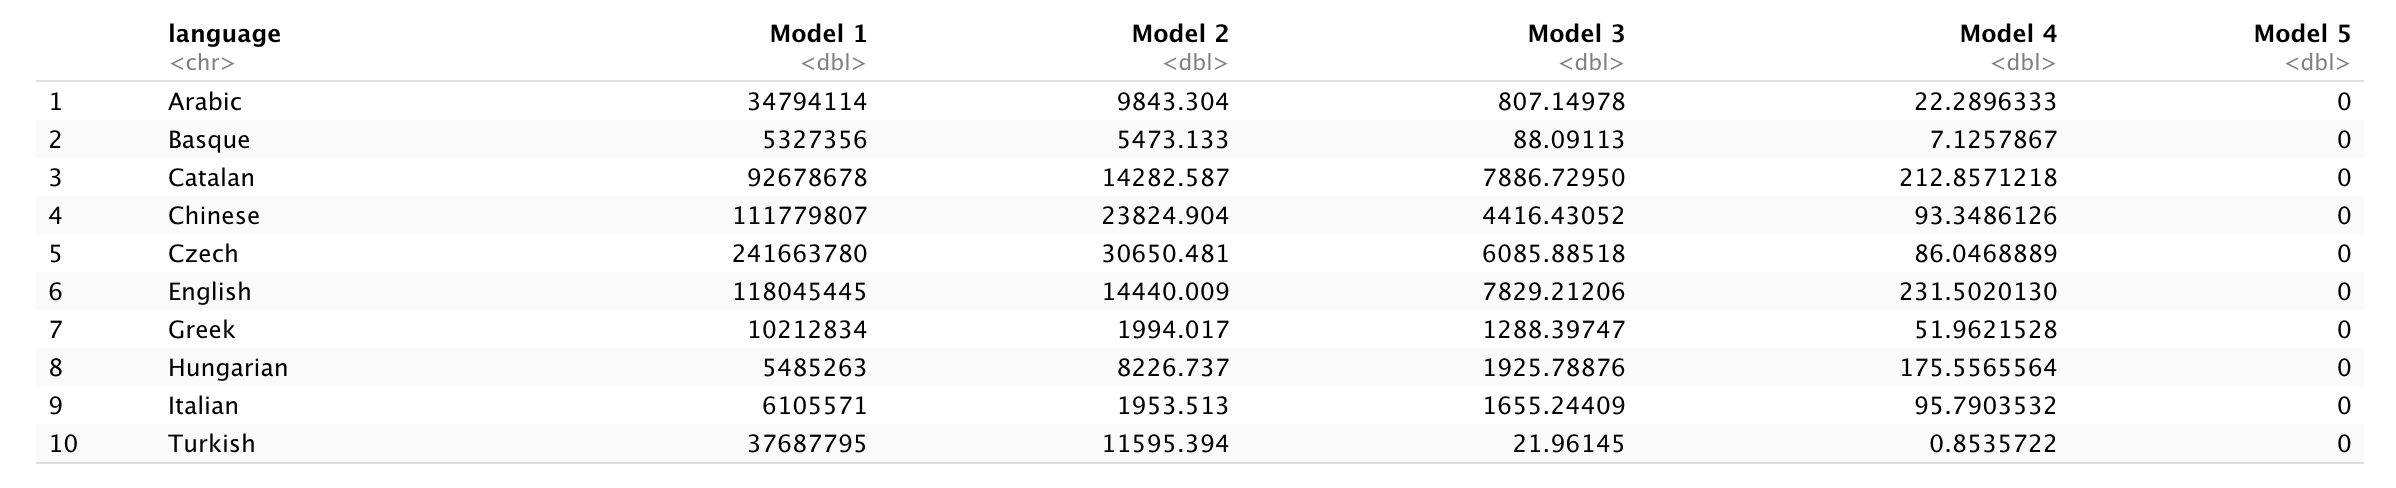 language Model 1 Model 2 Model 3 Model 4 Model 5
<chr> <dbl> <dbl> <dbl> <dbl> <dbl>
1 Arabic 34794114 9843.304 807.14978 22.2896333 0
2 Basque 5327356 5473.133 88.09113 7.1257867 0
3 Catalan 92678678 14282.587 7886.72950 212.8571218 0
4 Chinese 111779807 23824.904 4416.43052 93.3486126 0
5 Czech 241663780 30650.481 6085.88518 86.0468889 0
6 English 118045445 14440.009 7829.21206 231.5020130 0
7 Greek 10212834 1994.017 1288.39747 51.9621528 0
8 Hungarian 5485263 8226.737 1925.78876 175.5565564 0
9 Italian 6105571 1953.513 1655.24409 95.7903532 0
10 Turkish 37687795 11595.394 21.96145 0.8535722 0